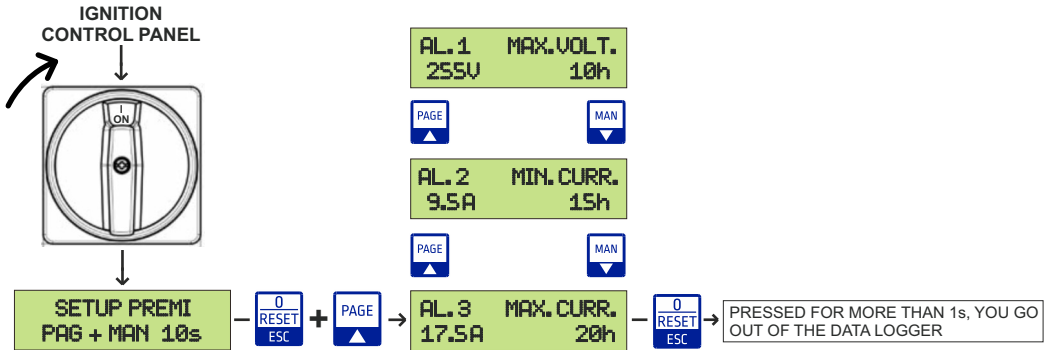 IGNITION
CONTROL PANEL
I
ON
AL.1 MAX.VOLT.
255V 10h
PAGE
MAN
AL.2 MIN.CURR.
9.5A 15h
PAGE
MAN
SETUP PREMI
PAG + MAN 10s
0
RESET
ESC
+
PAGE
AL.3 MAX.CURR.
17.5A 20h
0
RESET
ESC
PRESSED FOR MORE THAN 1s, YOU GO
OUT OF THE DATA LOGGER